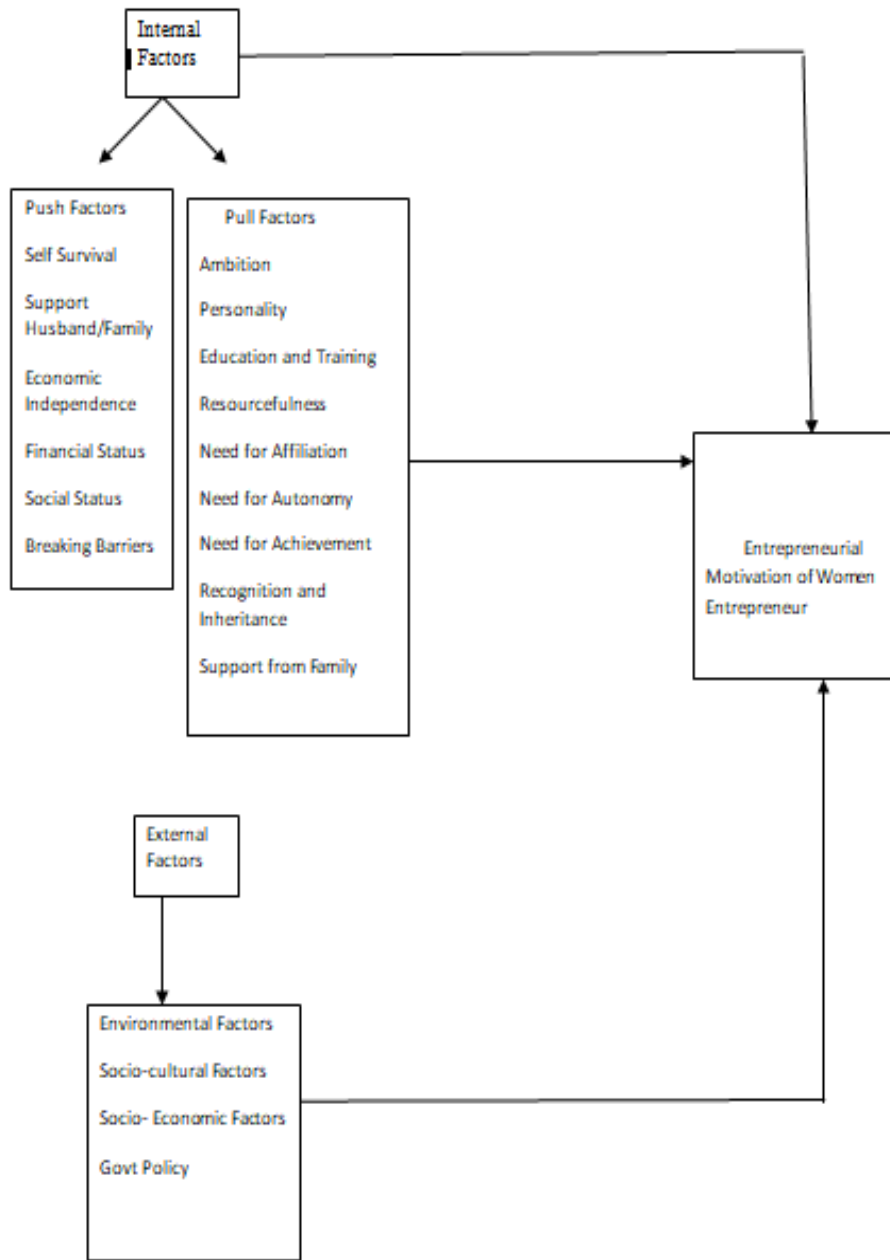 Internal
Factors
Push Factors
Self Survival
Support
Husband/Family
Economic
Independence
Financial Status
Social Status
Breaking Barriers
Pull Factors
Ambition
Personality
Education and Training
Resourcefulness
Need for Affiliation
Need for Autonomy
Need for Achievement
Recognition and
Inheritance
Support from Family
Entrepreneurial
Motivation of Women
Entrepreneur
External
Factors
Environmental Factors
Socio-cultural Factors
Socio- Economic Factors
Govt Policy